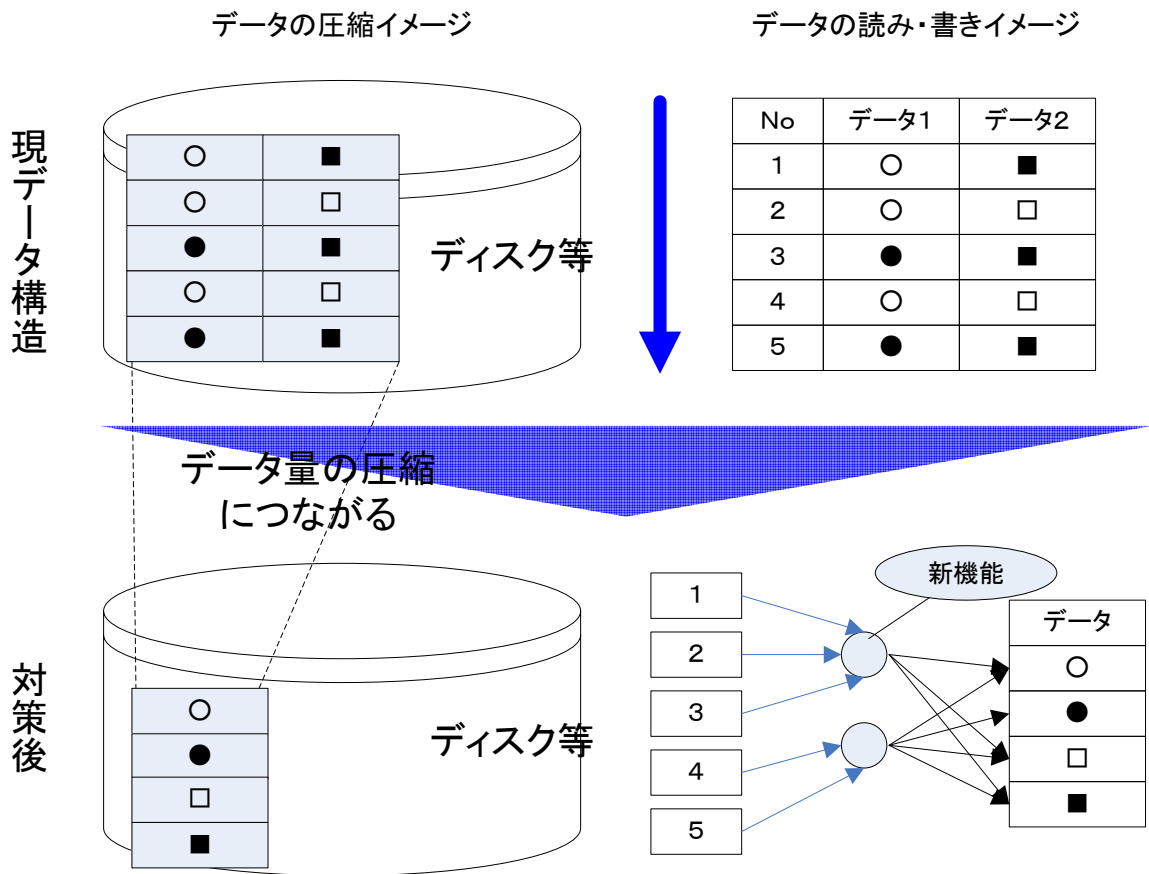 データの圧縮イメージ
データの読み・書きイメージ
現データ構造
○ ■
○ □
● ■
○ □
● ■
ディスク等
No データ1 データ2
1 ○ ■
2 ○ □
3 ● ■
4 ○ □
5 ● ■
データ量の圧縮
につながる
対策後
○
●
□
■
ディスク等
新機能
1
2
3
4
5
データ
○
●
□
■